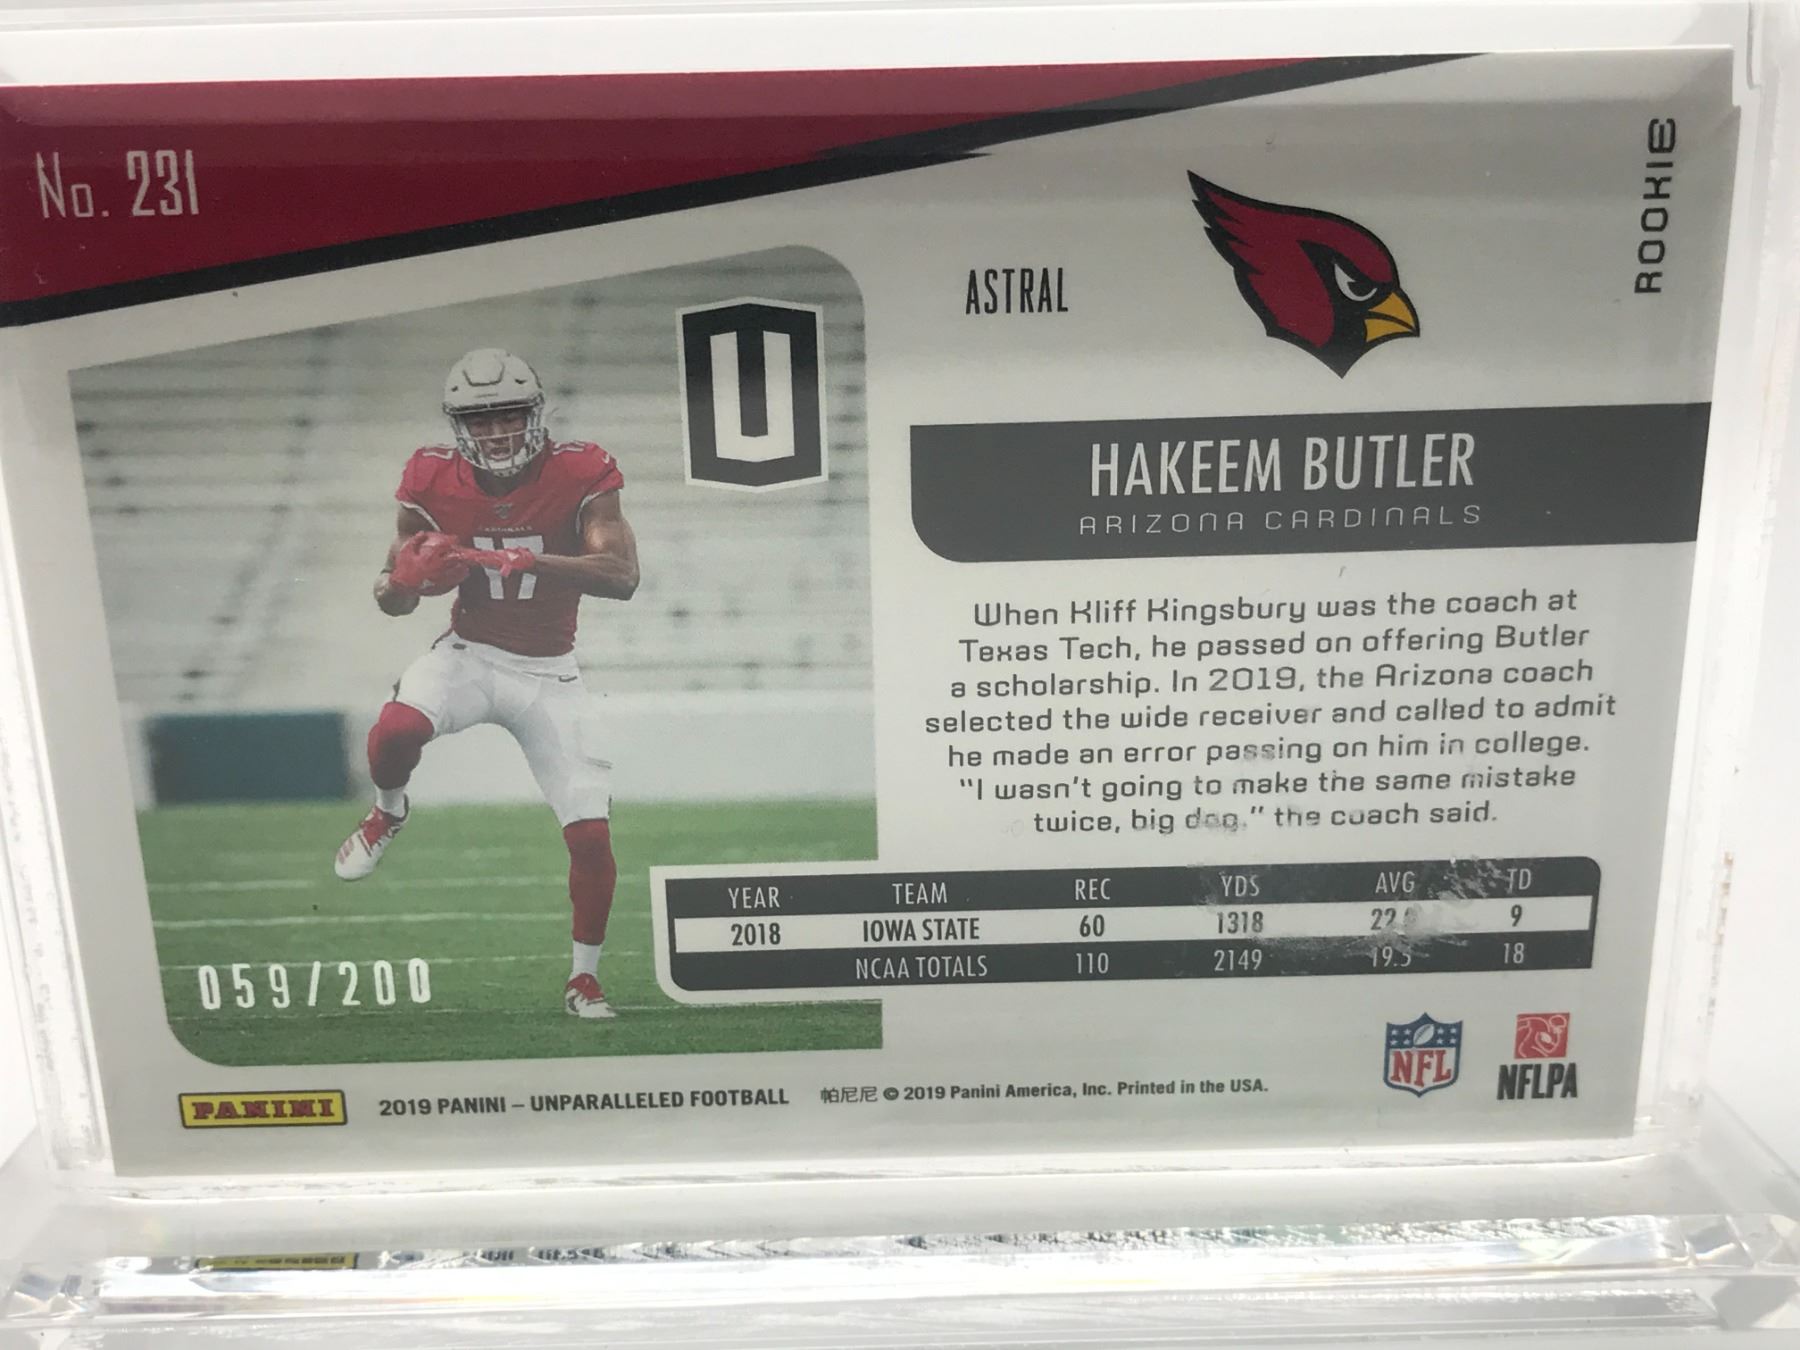 No. 231
ROOKIE
ASTRAL
U
HAKEEM BUTLER
ARIZONA CARDINALS
17
CARDINALS
17
When Kliff Kingsbury was the coach at
Texas Tech, he passed on offering Butler
a scholarship. In 2019, the Arizona coach
selected the wide receiver and called to admit
he made an error passing on him in college.
"I wasn't going to make the same mistake
twice, big dog." the coach said.
YEAR TEAM REC YDS AVG TD
2018 IOWA STATE 60 1318 9
NCAA TOTALS 110 2149 19.5 18
059/200
NFL
NFLPA
PANINI
2019 PANINI – UNPARALLELED FOOTBALL 帕尼尼 © 2019 Panini America, Inc. Printed in the USA.